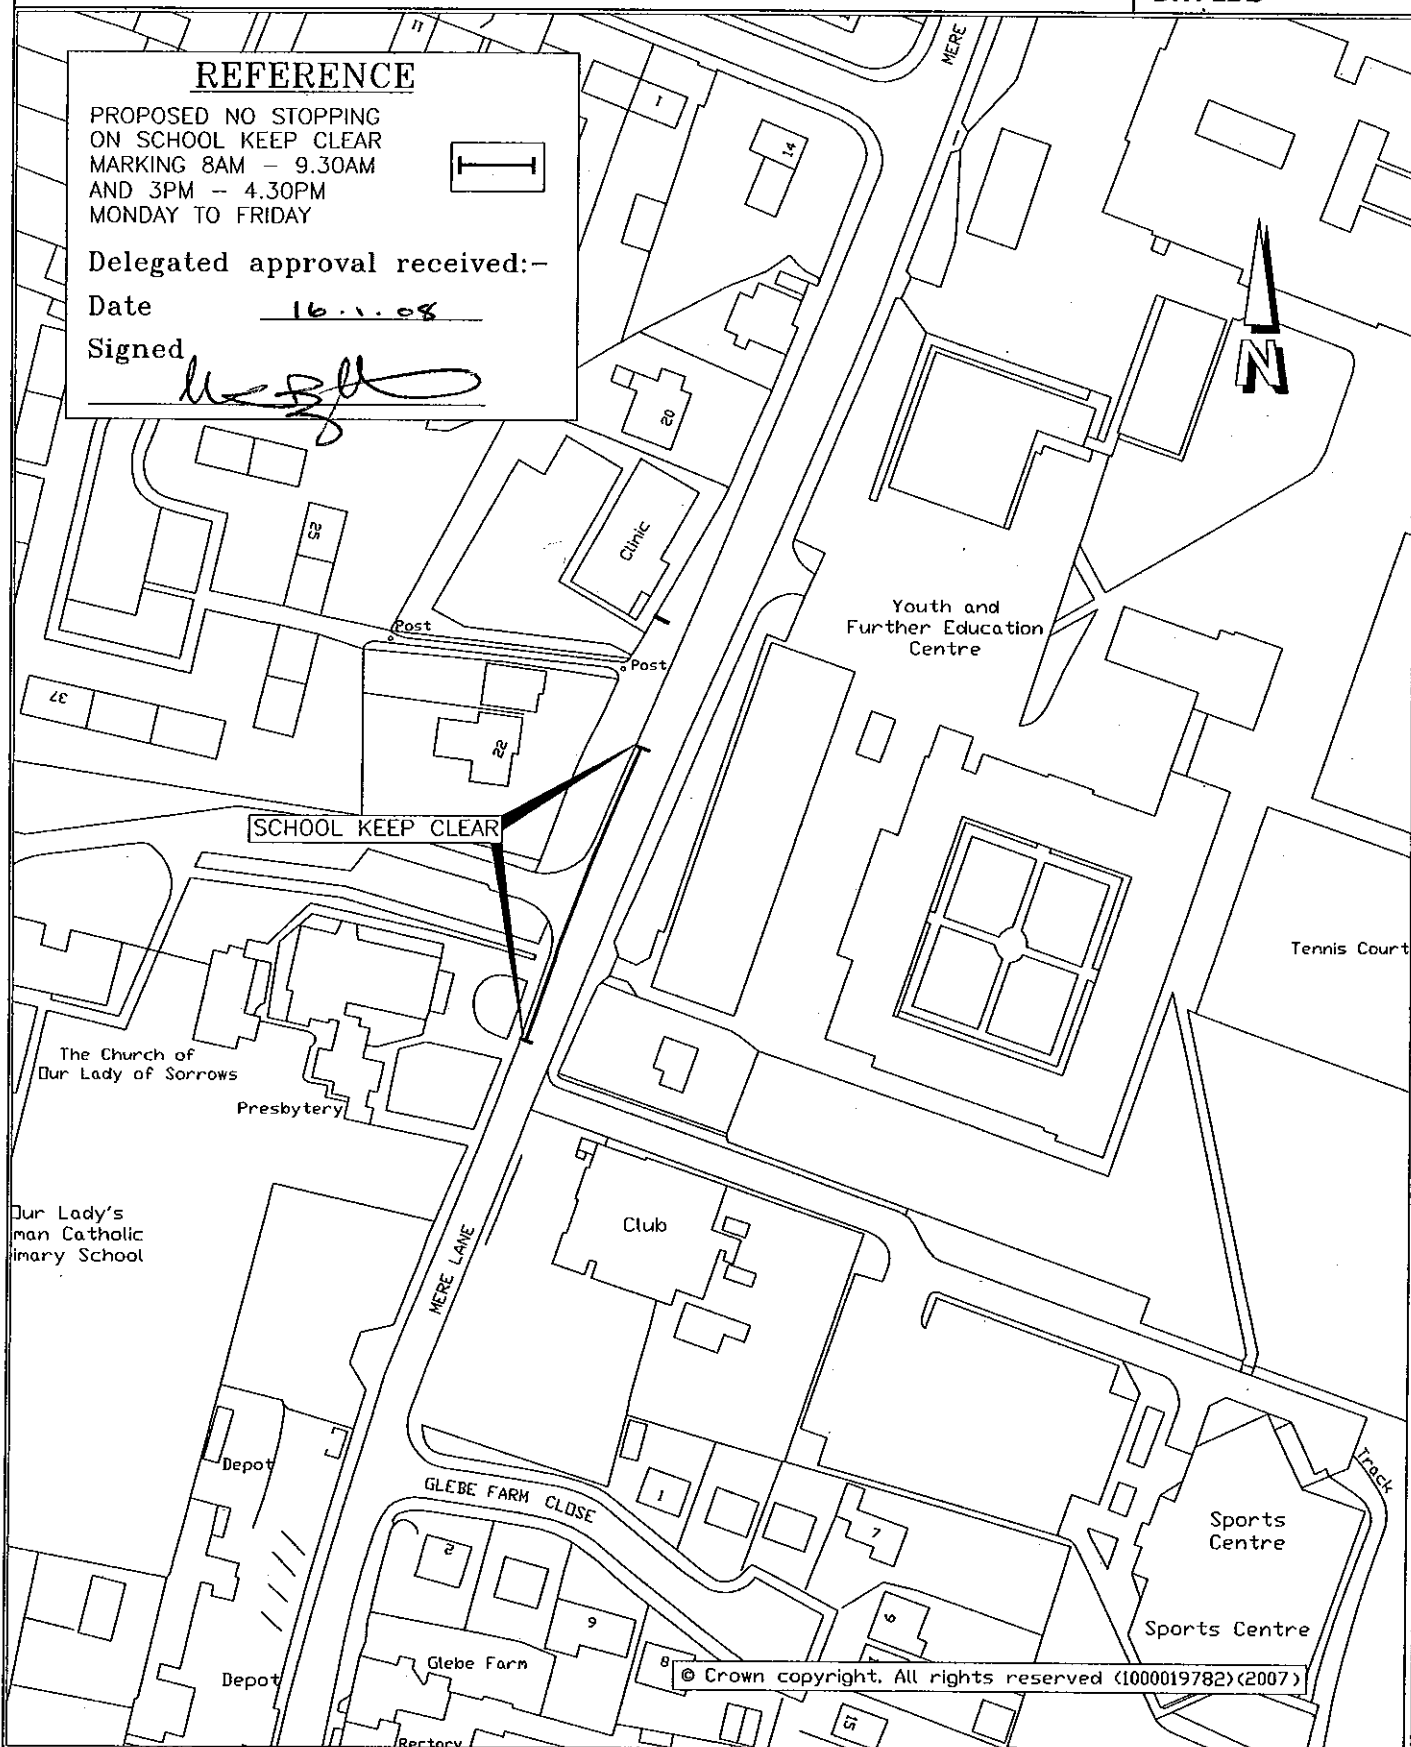 REFERENCE
PROPOSED NO STOPPING
ON SCHOOL KEEP CLEAR
MARKING 8AM - 9.30AM
AND 3PM -- 4.30PM
MONDAY TO FRIDAY
Delegated approval received:-
Date 16.1.08
Signed
11
MERE
1
14
20
Clinic
25
Post
Post
37
22
Youth and
Further Education
Centre
N
SCHOOL KEEP CLEAR
Tennis Court
The Church of
Our Lady of Sorrows
Presbytery
Our Lady's
man Catholic
imary School
Club
MERE LANE
Depot
GLEBE FARM CLOSE
1
7
2
9
6
Track
Sports
Centre
Sports Centre
Glebe Farm
8
Depot
© Crown copyright. All rights reserved (1000019782)(2007)
15
Rectory